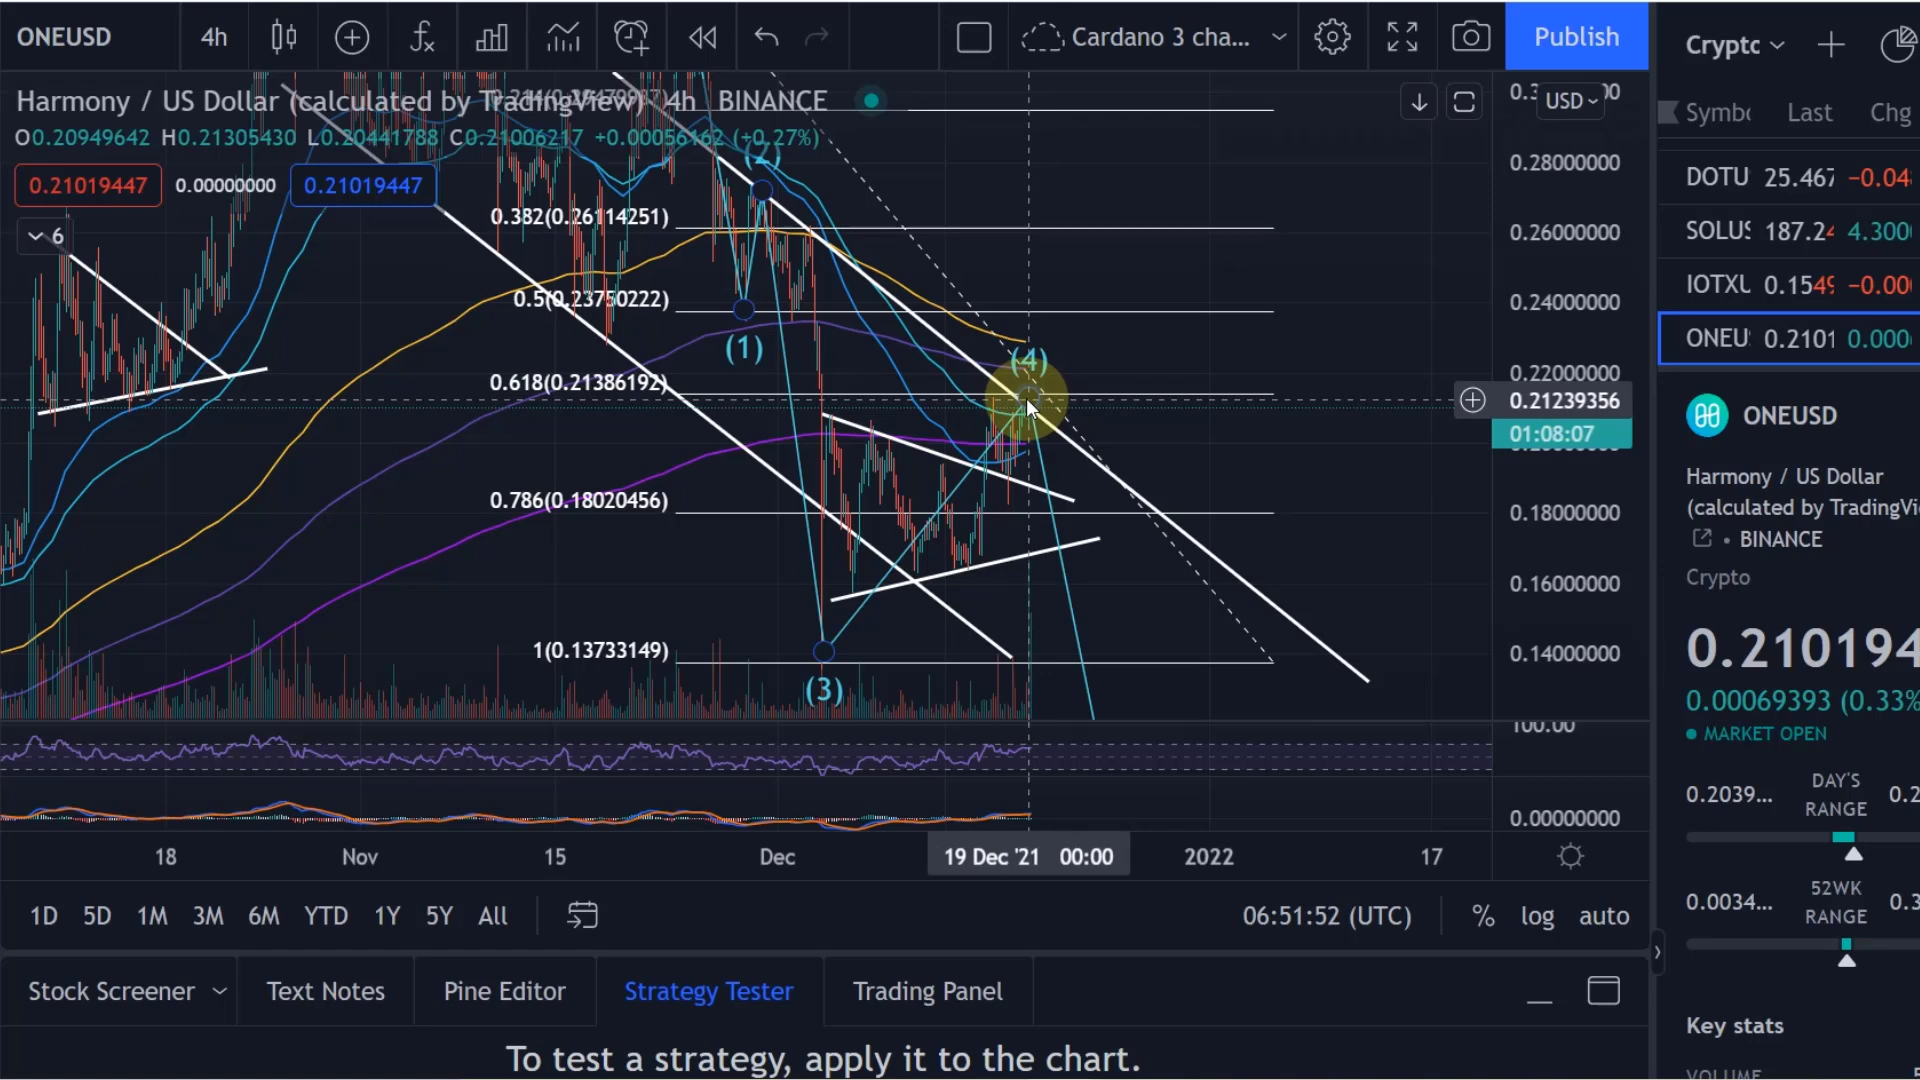 ONEUSD
4h
Cardano 3 cha...
Publish
Crypto
Harmony / US Dollar (calculated by TradingView) 4h BINANCE
O0.20949642 H0.21305430 L0.20441788 C0.21006217 +0.00056162 (+0.27%)
0.21019447 0.00000000 0.21019447
6
USD
Last Chg
DOTU 25.467 −0.04
SOLUS 187.24 4.300
IOTXU 0.1549 −0.00
ONEU 0.2101 0.000
0.28000000
0.26000000
0.24000000
0.22000000
0.21239356
01:08:07
0.18000000
0.16000000
0.14000000
0.382(0.26114251)
0.5(0.23750222)
0.618(0.21386192)
0.786(0.18020456)
1(0.13733149)
(2)
(1)
(4)
(3)
100.00
0.00000000
18 Nov 15 Dec 19 Dec '21 00:00 2022 17
1D 5D 1M 3M 6M YTD 1Y 5Y All
06:51:52 (UTC) % log auto
Stock Screener Text Notes Pine Editor Strategy Tester Trading Panel
To test a strategy, apply it to the chart.
ONEUSD
Harmony / US Dollar
(calculated by TradingVi
• BINANCE
Crypto
0.210194
0.00069393 (0.33%
MARKET OPEN
DAY'S
0.2039... RANGE 0.2
52WK
0.0034... RANGE 0.3
Key stats
VOLUME